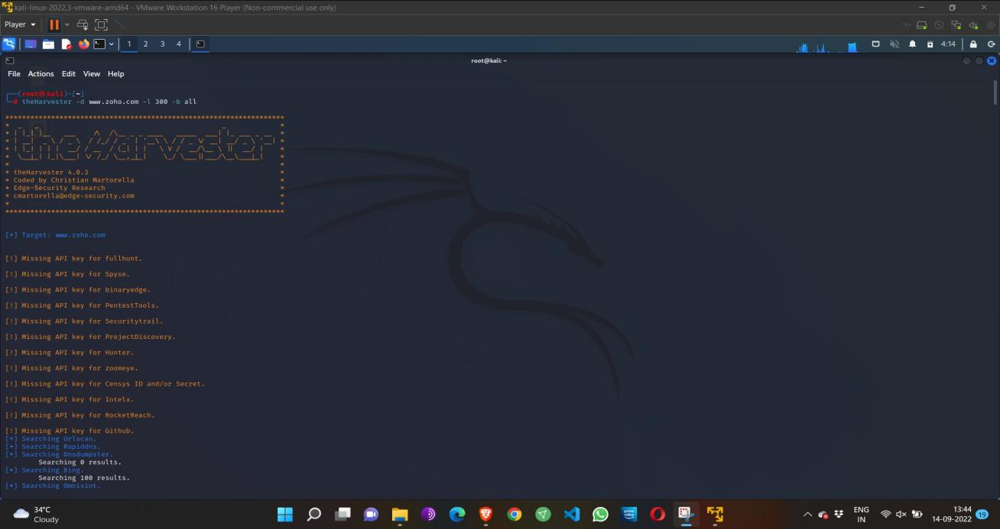 kali-linux-2022.3-vmware-amd64 - VMware Workstation 16 Player (Non-commercial use only)
Player
1 2 3 4
4:14
root@kali: ~
File Actions Edit View Help
┌──(root㉿kali)-[~]
└─# theHarvester -d www.zoho.com -l 300 -b all
*******************************************************************
theHarvester
* theHarvester 4.0.3 *
* Coded by Christian Martorella *
* Edge-Security Research *
* cmartorella@edge-security.com *
* *
*******************************************************************
[*] Target: www.zoho.com
[!] Missing API key for fullhunt.
[!] Missing API key for Spyse.
[!] Missing API key for binaryedge.
[!] Missing API key for PentestTools.
[!] Missing API key for Securitytrail.
[!] Missing API key for ProjectDiscovery.
[!] Missing API key for Hunter.
[!] Missing API key for zoomeye.
[!] Missing API key for Censys ID and/or Secret.
[!] Missing API key for Intelx.
[!] Missing API key for RocketReach.
[!] Missing API key for Github.
[*] Searching Urlscan.
[*] Searching Rapiddns.
[*] Searching Dnsdumpster.
Searching 0 results.
[*] Searching Bing.
Searching 100 results.
[*] Searching Omnisint.
34°C
Cloudy
prime video
ENG
IN
13:44
14-09-2022
19